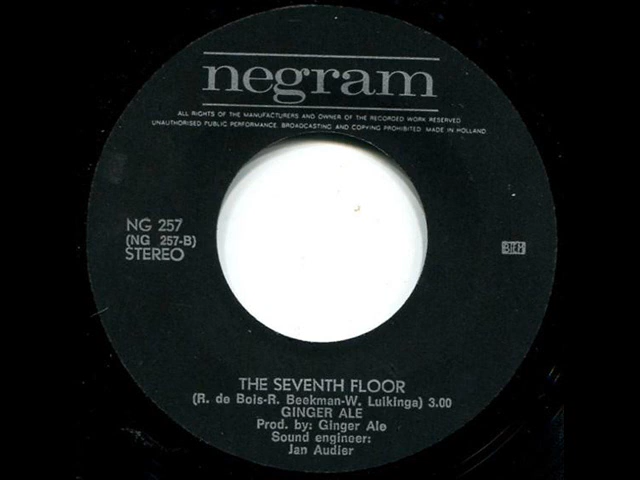 negram
ALL RIGHTS OF THE MANUFACTURERS AND OWNER OF THE RECORDED WORK RESERVED
UNAUTHORISED PUBLIC PERFORMANCE, BROADCASTING AND COPYING PROHIBITED MADE IN HOLLAND
NG 257
(NG 257-B)
STEREO
BIEM
THE SEVENTH FLOOR
(R. de Bois-R. Beekman-W. Luikinga) 3.00
GINGER ALE
Prod. by: Ginger Ale
Sound engineer:
Jan Audier